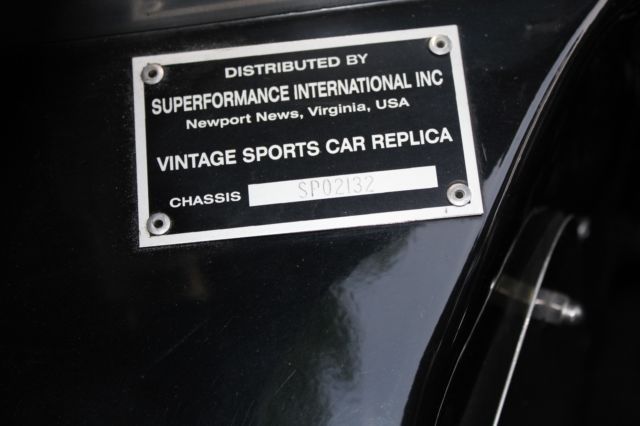 DISTRIBUTED BY
SUPERFORMANCE INTERNATIONAL INC
Newport News, Virginia, USA
VINTAGE SPORTS CAR REPLICA
CHASSIS SP02132